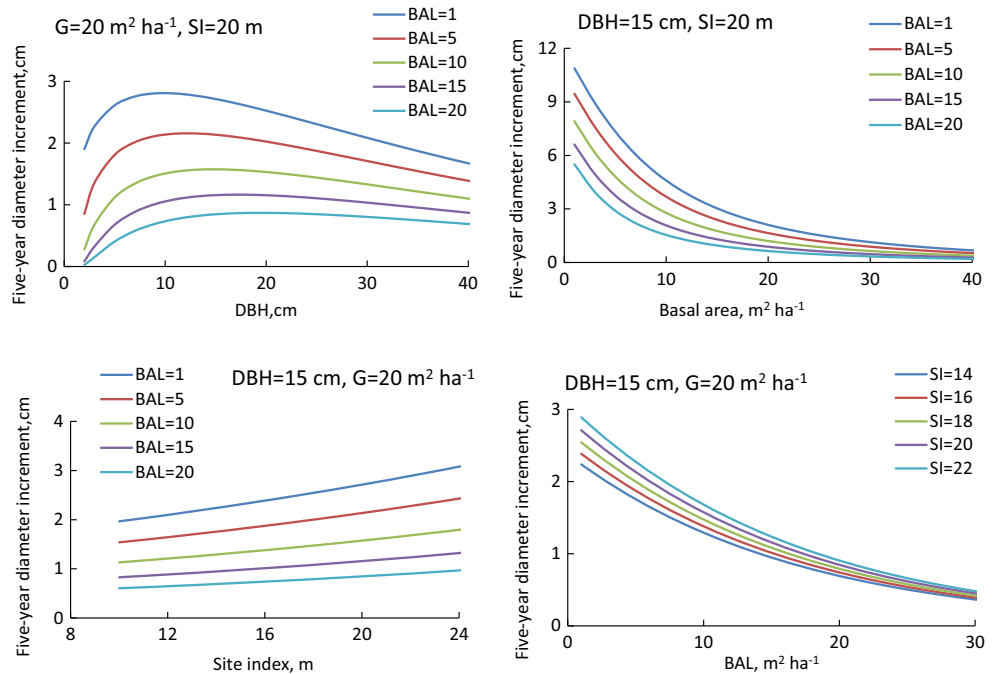 G=20 m² ha⁻¹, SI=20 m
BAL=1
BAL=5
BAL=10
BAL=15
BAL=20
Five-year diameter increment,cm
3
2
1
0
0 10 20 30 40
DBH,cm
DBH=15 cm, SI=20 m
BAL=1
BAL=5
BAL=10
BAL=15
BAL=20
Five-year diameter increment,cm
12
9
6
3
0
0 10 20 30 40
Basal area, m² ha⁻¹
DBH=15 cm, G=20 m² ha⁻¹
BAL=1
BAL=5
BAL=10
BAL=15
BAL=20
Five-year diameter increment,cm
4
3
2
1
0
8 12 16 20 24
Site index, m
DBH=15 cm, G=20 m² ha⁻¹
SI=14
SI=16
SI=18
SI=20
SI=22
Five-year diameter increment,cm
3
2
1
0
0 10 20 30
BAL, m² ha⁻¹